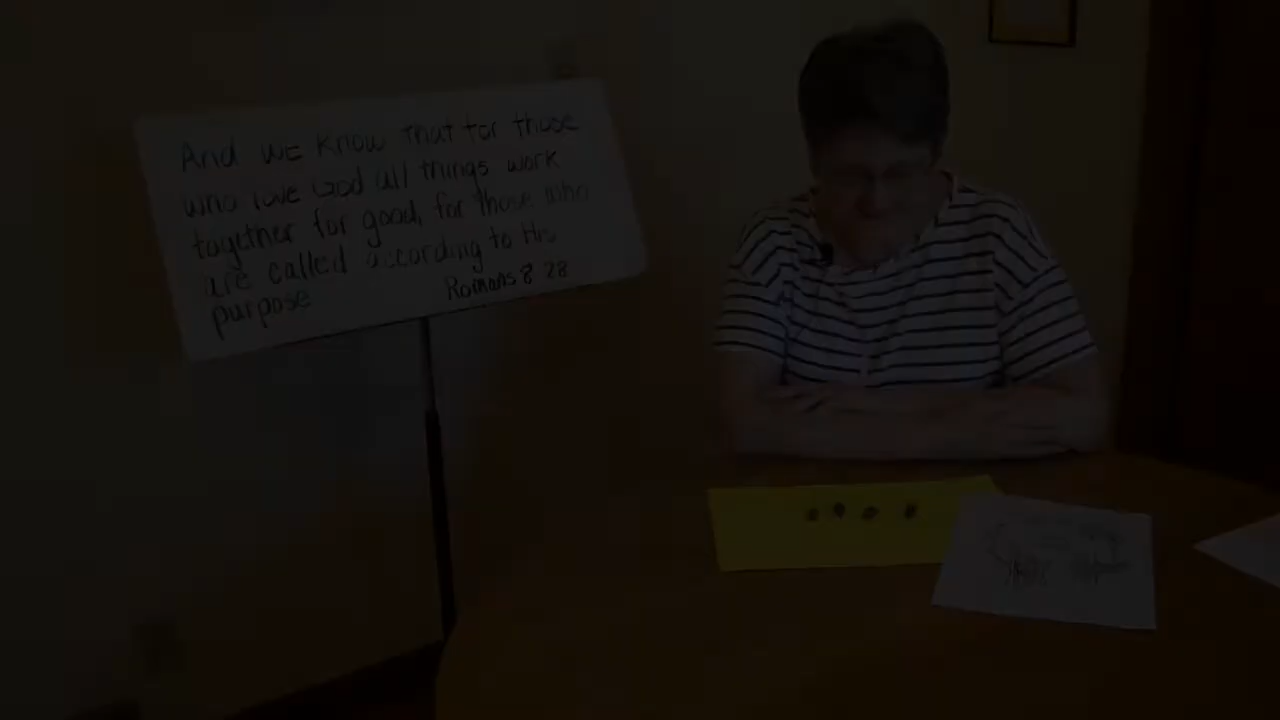 And we know that for those
who love God all things work
together for good, for those who
are called according to His
purpose
Romans 8 28